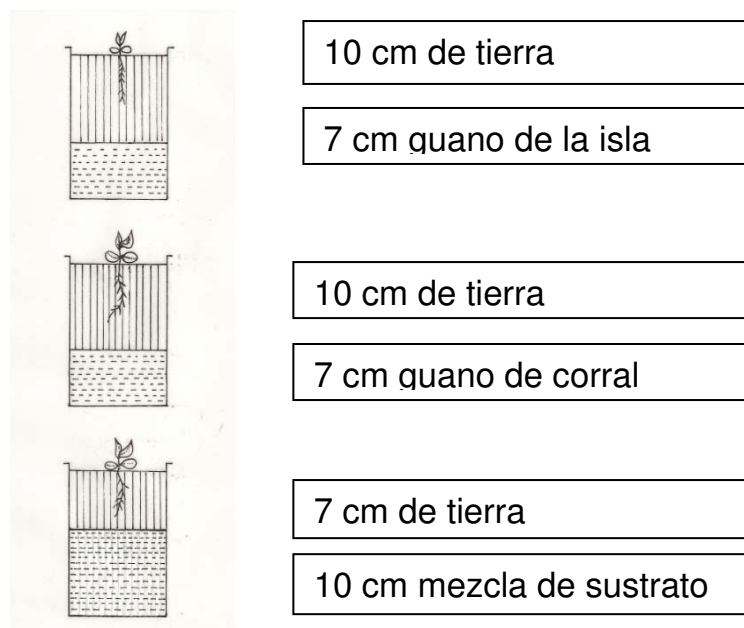 10 cm de tierra
7 cm guano de la isla
10 cm de tierra
7 cm guano de corral
7 cm de tierra
10 cm mezcla de sustrato